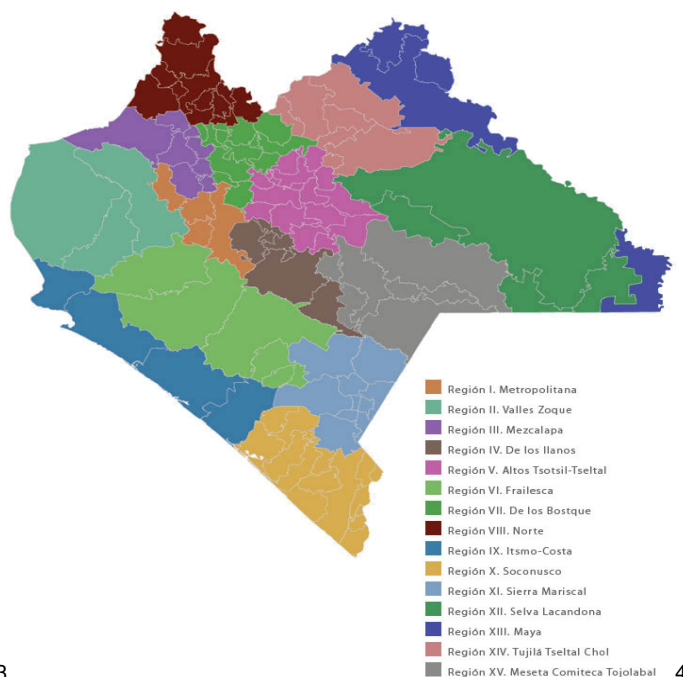 Región I. Metropolitana
Región II. Valles Zoque
Región III. Mezcalapa
Región IV. De los llanos
Región V. Altos Tsotsil-Tseltal
Región VI. Frailesca
Región VII. De los Bostque
Región VIII. Norte
Región IX. Itsmo-Costa
Región X. Soconusco
Región XI. Sierra Mariscal
Región XII. Selva Lacandona
Región XIII. Maya
Región XIV. Tujilá Tseltal Chol
Región XV. Meseta Comiteca Tojolabal
3
4